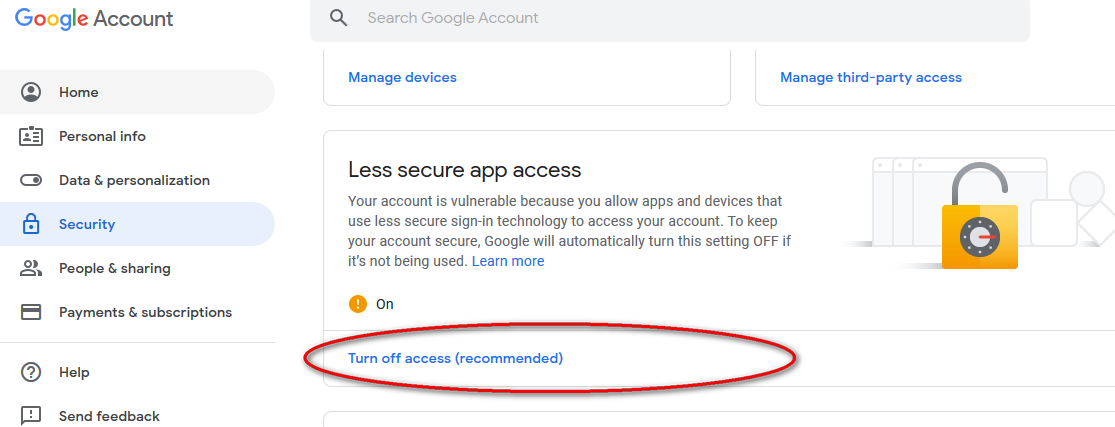 Google Account
Search Google Account
Home
Personal info
Data & personalization
Security
People & sharing
Payments & subscriptions
Help
Send feedback
Manage devices
Manage third-party access
Less secure app access
Your account is vulnerable because you allow apps and devices that
use less secure sign-in technology to access your account. To keep
your account secure, Google will automatically turn this setting OFF if
it’s not being used. Learn more
On
Turn off access (recommended)